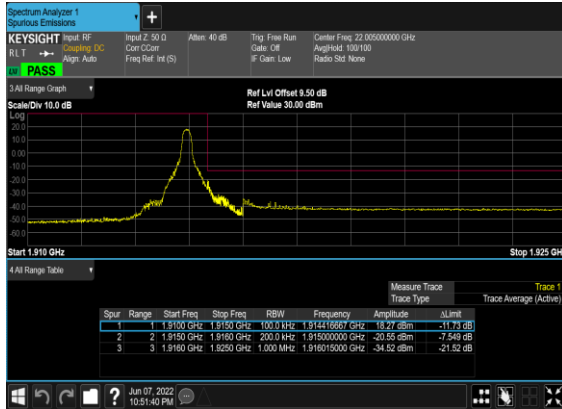 Spectrum Analyzer 1
Spurious Emissions
KEYSIGHT Input: RF Input Z: 50 Ω Atten: 40 dB Trig: Free Run Center Freq: 22.005000000 GHz
RLT Coupling: DC Corr CCorr Gate: Off Avg|Hold: 100/100
Align: Auto Freq Ref: Int (S) IF Gain: Low Radio Std: None
PASS
3 All Range Graph
Ref Lvl Offset 9.50 dB
Scale/Div 10.0 dB Ref Value 30.00 dBm
Log
20.0
10.0
0.00
-10.0
-20.0
-30.0
-40.0
-50.0
-60.0
Start 1.910 GHz Stop 1.925 GH
4 All Range Table
Measure Trace Trace 1
Trace Type Trace Average (Active)
Spur Range Start Freq Stop Freq RBW Frequency Amplitude ΔLimit
1 1 1.9100 GHz 1.9150 GHz 100.0 kHz 1.914416667 GHz 18.27 dBm -11.73 dB
2 2 1.9150 GHz 1.9160 GHz 200.0 kHz 1.915000000 GHz -20.55 dBm -7.549 dB
3 3 1.9160 GHz 1.9250 GHz 1.000 MHz 1.916015000 GHz -34.52 dBm -21.52 dB
Jun 07, 2022
10:51:40 PM